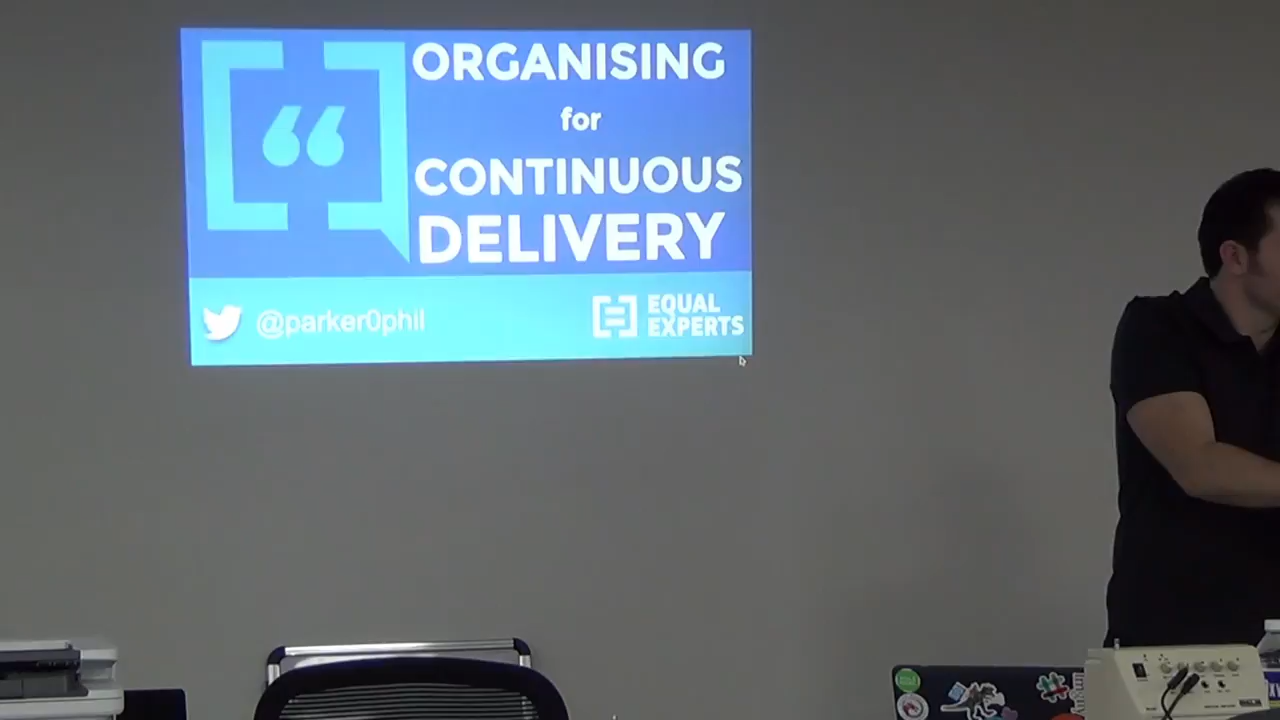 ORGANISING
for
CONTINUOUS
DELIVERY
@parker0phil
EQUAL
EXPERTS